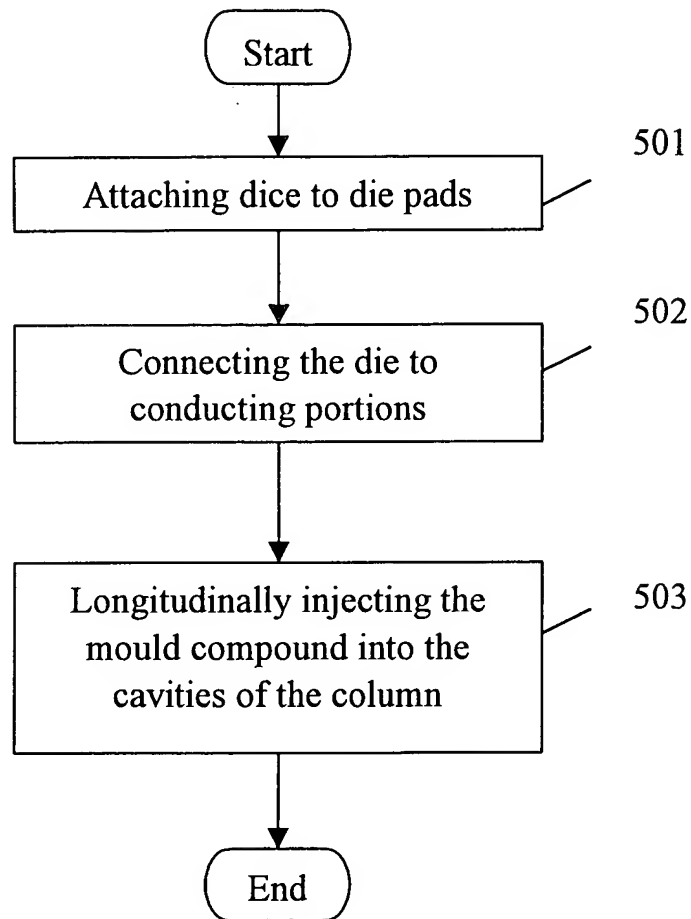 Start
501
Attaching dice to die pads
502
Connecting the die to
conducting portions
503
Longitudinally injecting the
mould compound into the
cavities of the column
End